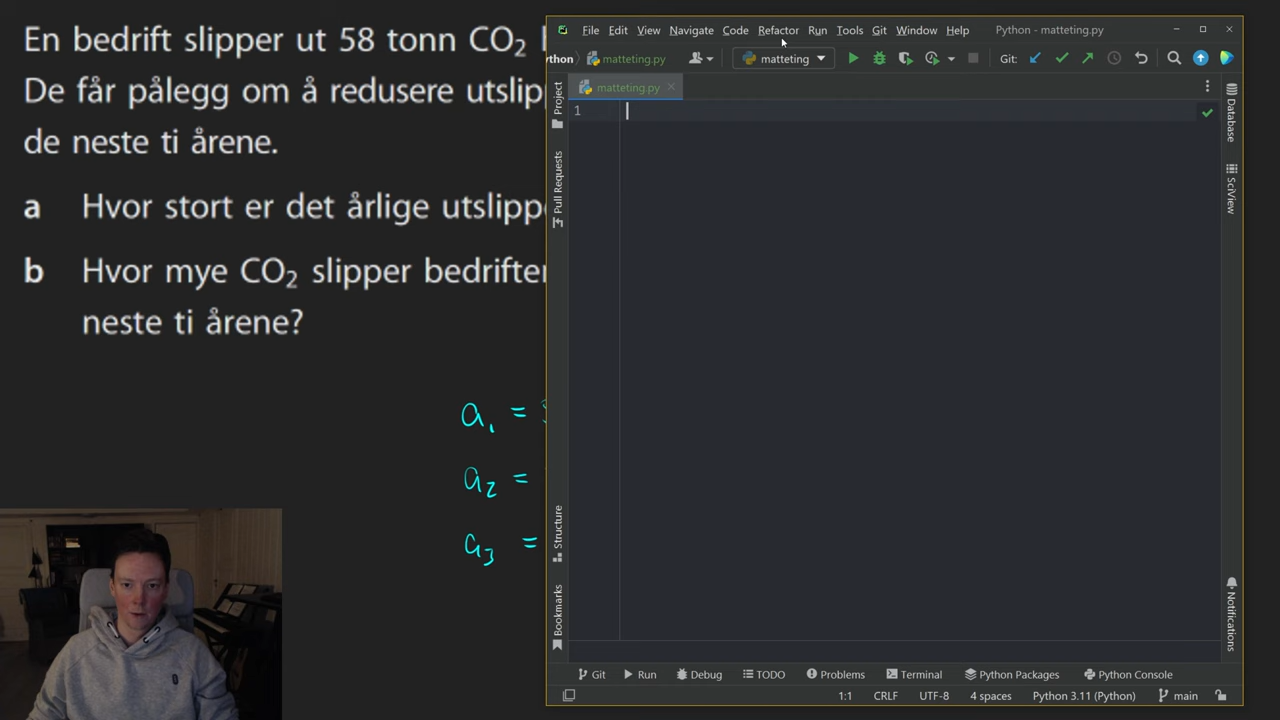 En bedrift slipper ut 58 tonn CO₂
De får pålegg om å redusere utslip
de neste ti årene.
a Hvor stort er det årlige utslipp
b Hvor mye CO₂ slipper bedrifter
neste ti årene?
a₁ =
a₂ =
a₃ =
File Edit View Navigate Code Refactor Run Tools Git Window Help Python - matteting.py
thon matteting.py matteting Git:
matteting.py
1
Project
Pull Requests
Structure
Bookmarks
Database
SciView
Notifications
Git Run Debug TODO Problems Terminal Python Packages Python Console
1:1 CRLF UTF-8 4 spaces Python 3.11 (Python) main